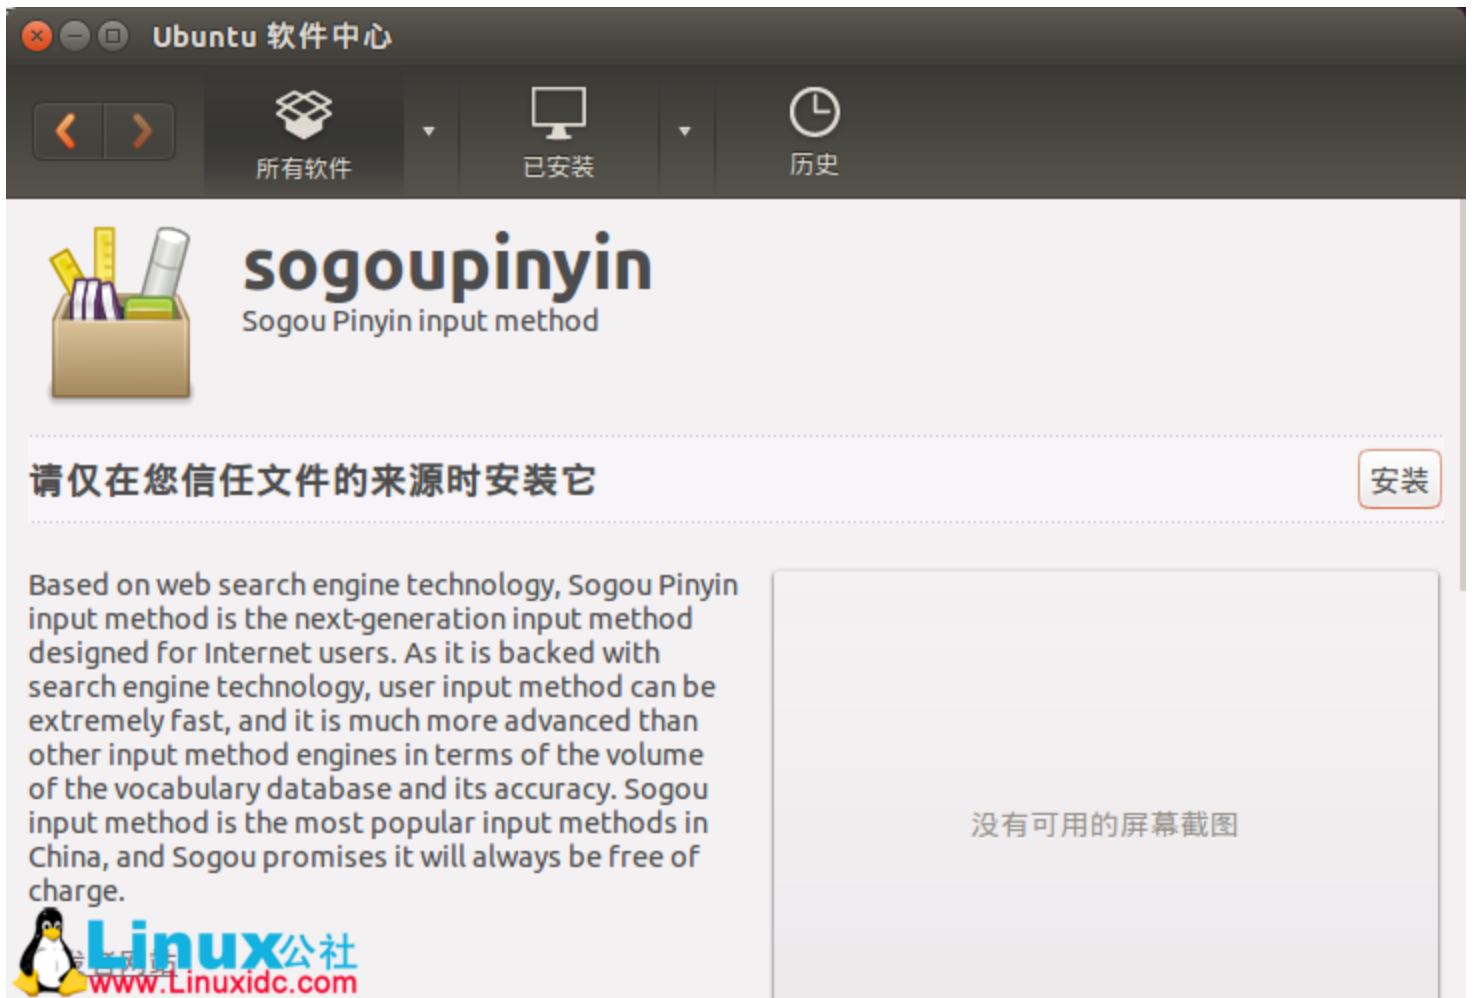 Ubuntu 软件中心
所有软件
已安装
历史
sogoupinyin
Sogou Pinyin input method
请仅在您信任文件的来源时安装它
安装
Based on web search engine technology, Sogou Pinyin
input method is the next-generation input method
designed for Internet users. As it is backed with
search engine technology, user input method can be
extremely fast, and it is much more advanced than
other input method engines in terms of the volume
of the vocabulary database and its accuracy. Sogou
input method is the most popular input methods in
China, and Sogou promises it will always be free of
charge.
没有可用的屏幕截图
Linux公社
www.Linuxidc.com